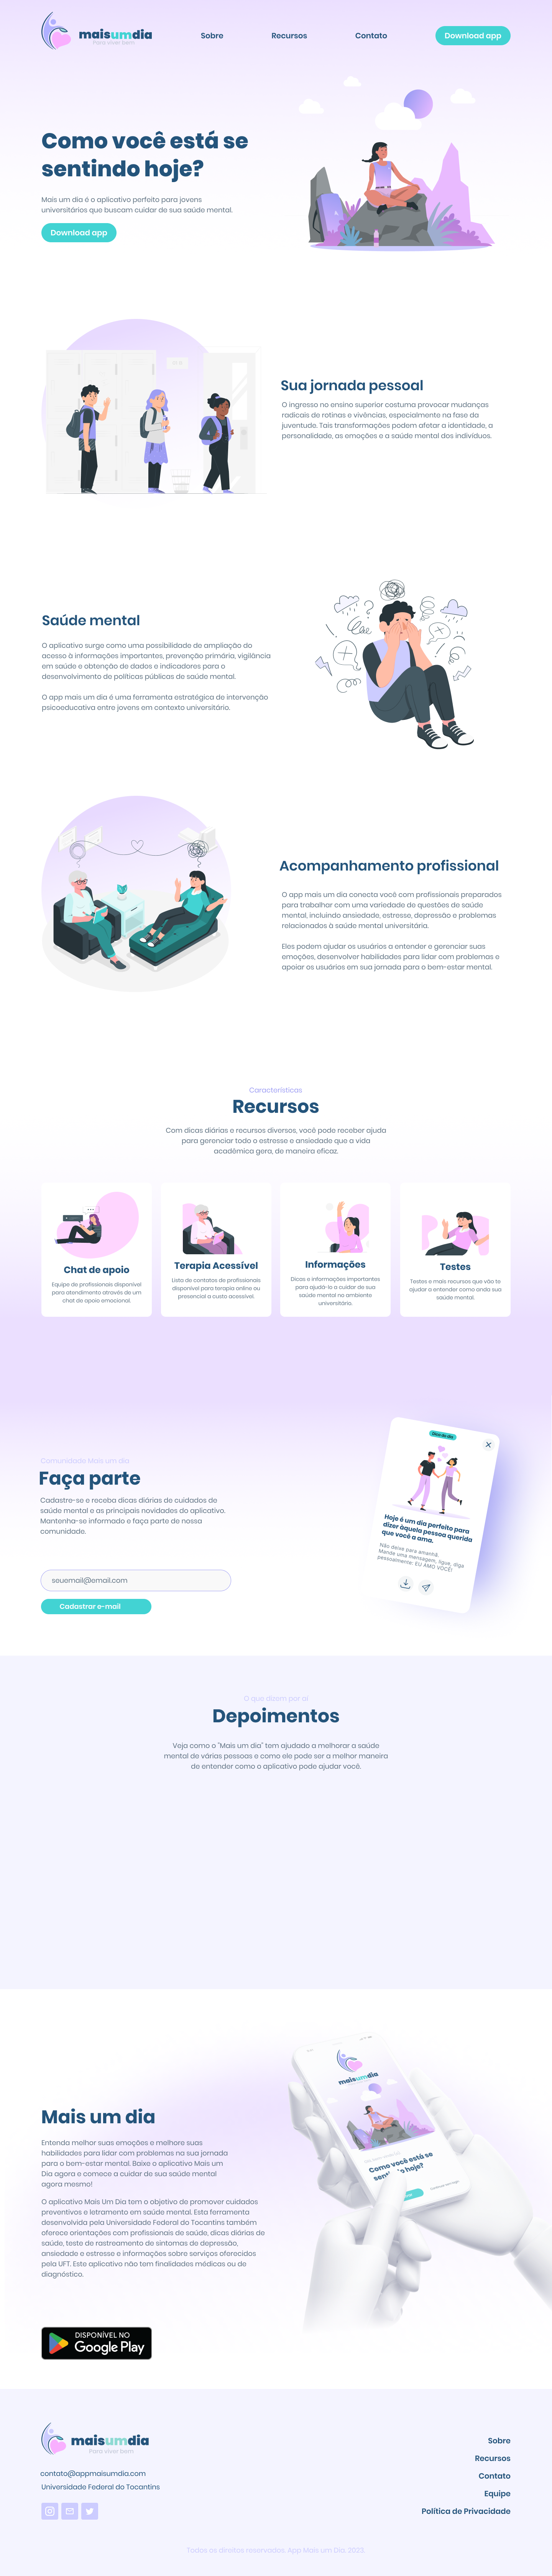 maisumdia
Para viver bem
Sobre
Recursos
Contato
Download app
Como você está se
sentindo hoje?
Mais um dia é o aplicativo perfeito para jovens
universitários que buscam cuidar de sua saúde mental.
Download app
Sua jornada pessoal
O ingresso no ensino superior costuma provocar mudanças
radicais de rotinas e vivências, especialmente na fase da
juventude. Tais transformações podem afetar a identidade, a
personalidade, as emoções e a saúde mental dos indivíduos.
Saúde mental
O aplicativo surge como uma possibilidade de ampliação do
acesso à informações importantes, prevenção primária, vigilância
em saúde e obtenção de dados e indicadores para o
desenvolvimento de políticas públicas de saúde mental.
O app mais um dia é uma ferramenta estratégica de intervenção
psicoeducativa entre jovens em contexto universitário.
Acompanhamento profissional
O app mais um dia conecta você com profissionais preparados
para trabalhar com uma variedade de questões de saúde
mental, incluindo ansiedade, estresse, depressão e problemas
relacionados à saúde mental universitária.
Eles podem ajudar os usuários a entender e gerenciar suas
emoções, desenvolver habilidades para lidar com problemas e
apoiar os usuários em sua jornada para o bem-estar mental.
Características
Recursos
Com dicas diárias e recursos diversos, você pode receber ajuda
para gerenciar todo o estresse e ansiedade que a vida
acadêmica gera, de maneira eficaz.
Chat de apoio
Equipe de profissionais disponível
para atendimento através de um
chat de apoio emocional.
Terapia Acessível
Lista de contatos de profissionais
disponível para terapia online ou
presencial a custo acessível.
Informações
Dicas e informações importantes
para ajudá-lo a cuidar de sua
saúde mental no ambiente
universitário.
Testes
Testes e mais recursos que vão te
ajudar a entender como anda sua
saúde mental.
Comunidade Mais um dia
Faça parte
Cadastre-se e receba dicas diárias de cuidados de
saúde mental e as principais novidades do aplicativo.
Mantenha-se informado e faça parte de nossa
comunidade.
seuemail@email.com
Cadastrar e-mail
Dica do dia
Hoje é um dia perfeito para
dizer àquela pessoa querida
que você a ama.
Não deixe para amanhã.
Mande uma mensagem, ligue, diga
pessoalmente: EU AMO VOCÊ!
O que dizem por aí
Depoimentos
Veja como o "Mais um dia" tem ajudado a melhorar a saúde
mental de várias pessoas e como ele pode ser a melhor maneira
de entender como o aplicativo pode ajudar você.
maisumdia
Como você está se
hoje?
Mais um dia
Entenda melhor suas emoções e melhore suas
habilidades para lidar com problemas na sua jornada
para o bem-estar mental. Baixe o aplicativo Mais um
Dia agora e comece a cuidar de sua saúde mental
agora mesmo!
O aplicativo Mais Um Dia tem o objetivo de promover cuidados
preventivos e letramento em saúde mental. Esta ferramenta
desenvolvida pela Universidade Federal do Tocantins também
oferece orientações com profissionais de saúde, dicas diárias de
saúde, teste de rastreamento de sintomas de depressão,
ansiedade e estresse e informações sobre serviços oferecidos
pela UFT. Este aplicativo não tem finalidades médicas ou de
diagnóstico.
DISPONÍVEL NO
Google Play
maisumdia
Para viver bem
contato@appmaisumdia.com
Universidade Federal do Tocantins
Sobre
Recursos
Contato
Equipe
Política de Privacidade
Todos os direitos reservados. App Mais um Dia. 2023.